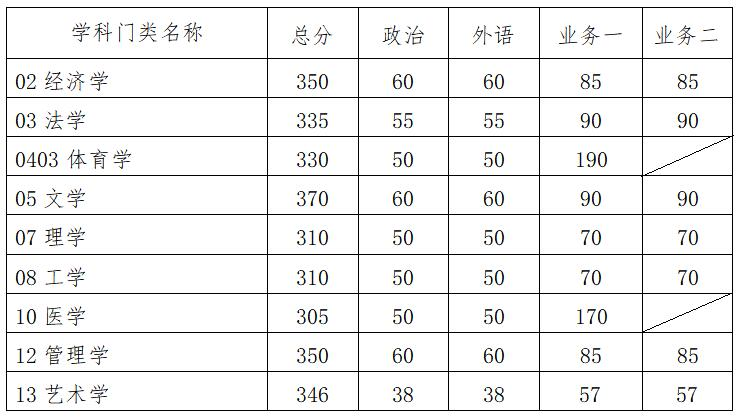 学科门类名称 总分 政治 外语 业务一 业务二
02 经济学 350 60 60 85 85
03 法学 335 55 55 90 90
0403 体育学 330 50 50 190
05 文学 370 60 60 90 90
07 理学 310 50 50 70 70
08 工学 310 50 50 70 70
10 医学 305 50 50 170
12 管理学 350 60 60 85 85
13 艺术学 346 38 38 57 57